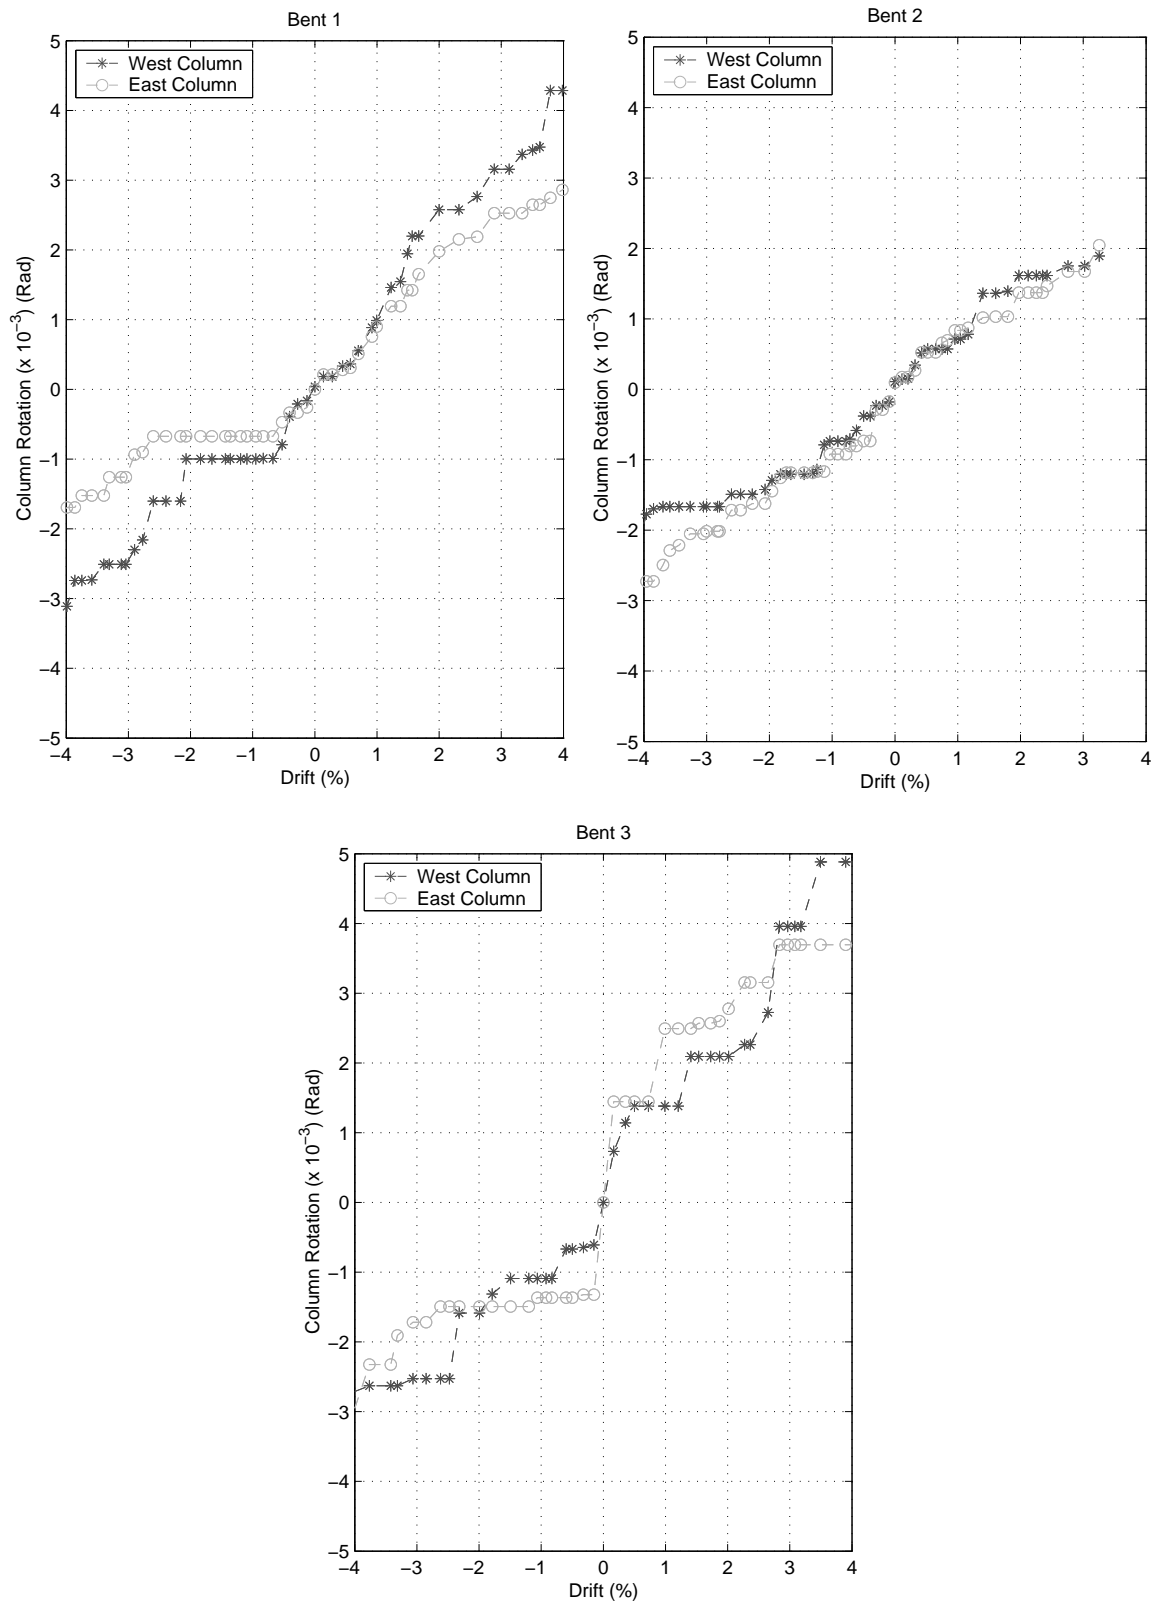 Bent 1
West Column
East Column
Column Rotation (x 10−3) (Rad)
5
4
3
2
1
0
−1
−2
−3
−4
−5
−4 −3 −2 −1 0 1 2 3 4
Drift (%)
Bent 2
West Column
East Column
Column Rotation (x 10−3) (Rad)
5
4
3
2
1
0
−1
−2
−3
−4
−5
−4 −3 −2 −1 0 1 2 3 4
Drift (%)
Bent 3
West Column
East Column
Column Rotation (x 10−3) (Rad)
5
4
3
2
1
0
−1
−2
−3
−4
−5
−4 −3 −2 −1 0 1 2 3 4
Drift (%)